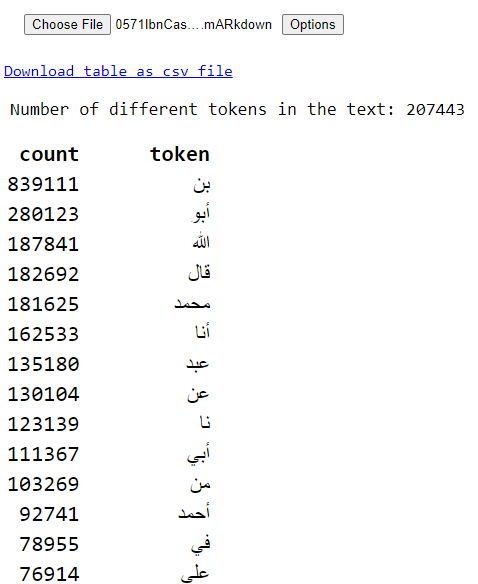 Choose File 0571IbnCas....mARkdown Options
Download table as csv file
Number of different tokens in the text: 207443
count token
839111 بن
280123 أبو
187841 الله
182692 قال
181625 محمد
162533 أنا
135180 عبد
130104 عن
123139 نا
111367 أبي
103269 من
92741 أحمد
78955 في
76914 علي